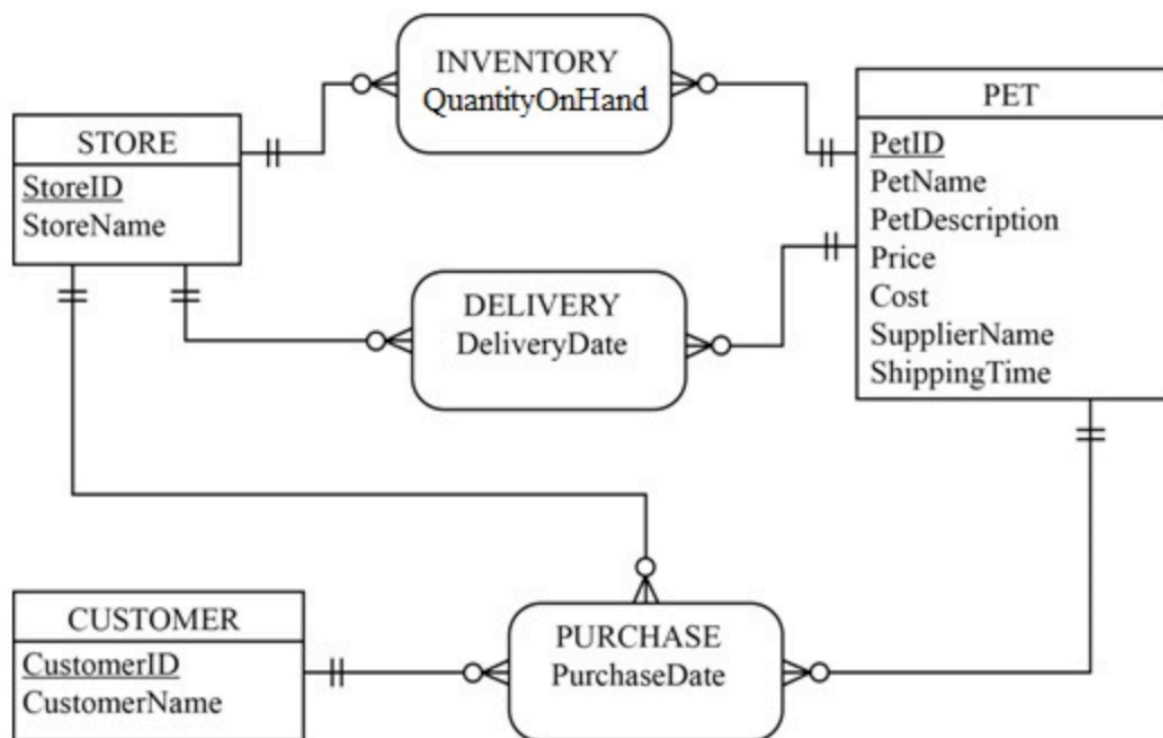 INVENTORY
QuantityOnHand
PET
PetID
PetName
PetDescription
Price
Cost
SupplierName
ShippingTime
STORE
StoreID
StoreName
DELIVERY
DeliveryDate
CUSTOMER
CustomerID
CustomerName
PURCHASE
PurchaseDate